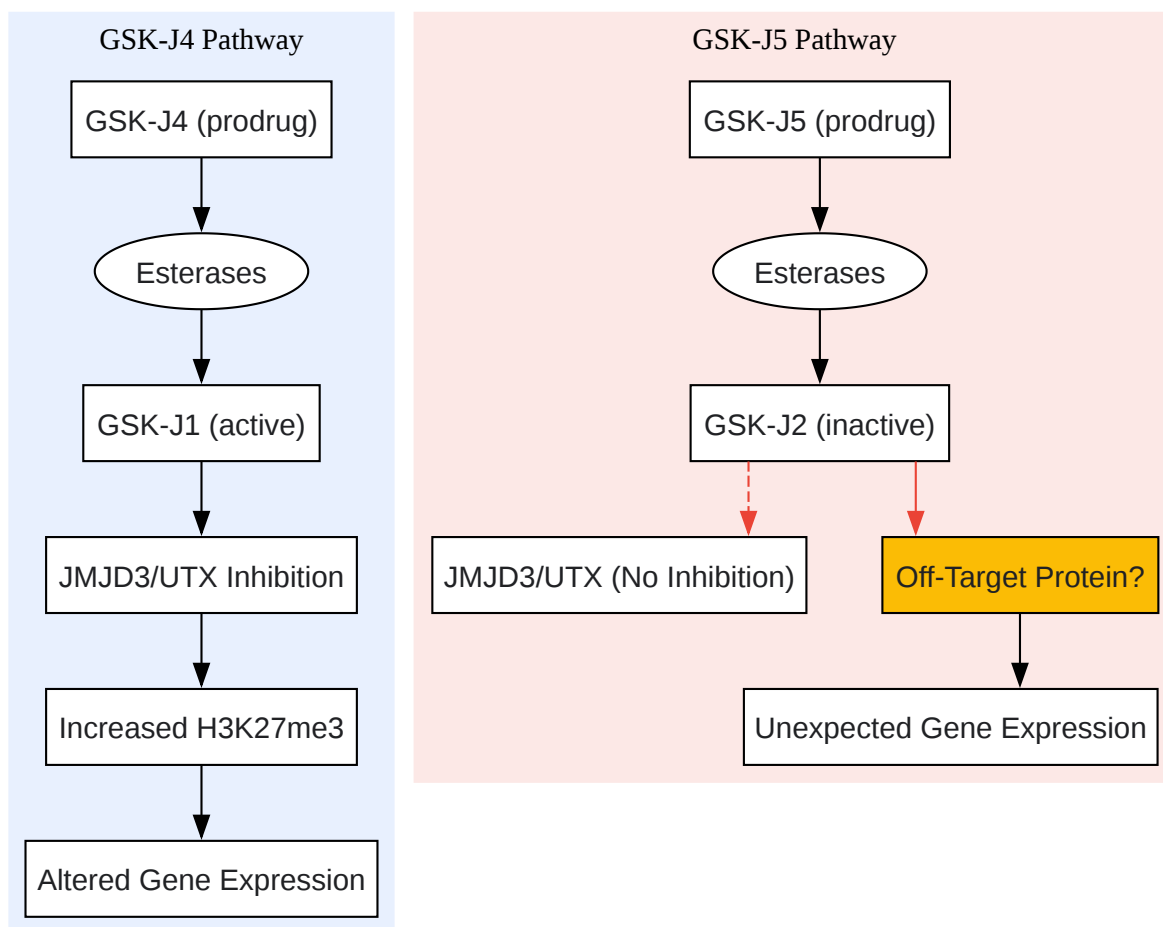 GSK-J4 Pathway
GSK-J4 (prodrug)
Esterases
GSK-J1 (active)
JMJD3/UTX Inhibition
Increased H3K27me3
Altered Gene Expression
GSK-J5 Pathway
GSK-J5 (prodrug)
Esterases
GSK-J2 (inactive)
JMJD3/UTX (No Inhibition)
Off-Target Protein?
Unexpected Gene Expression